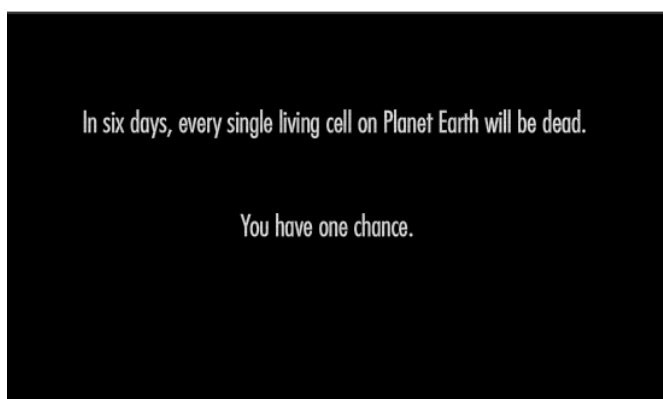 In six days, every single living cell on Planet Earth will be dead.
You have one chance.